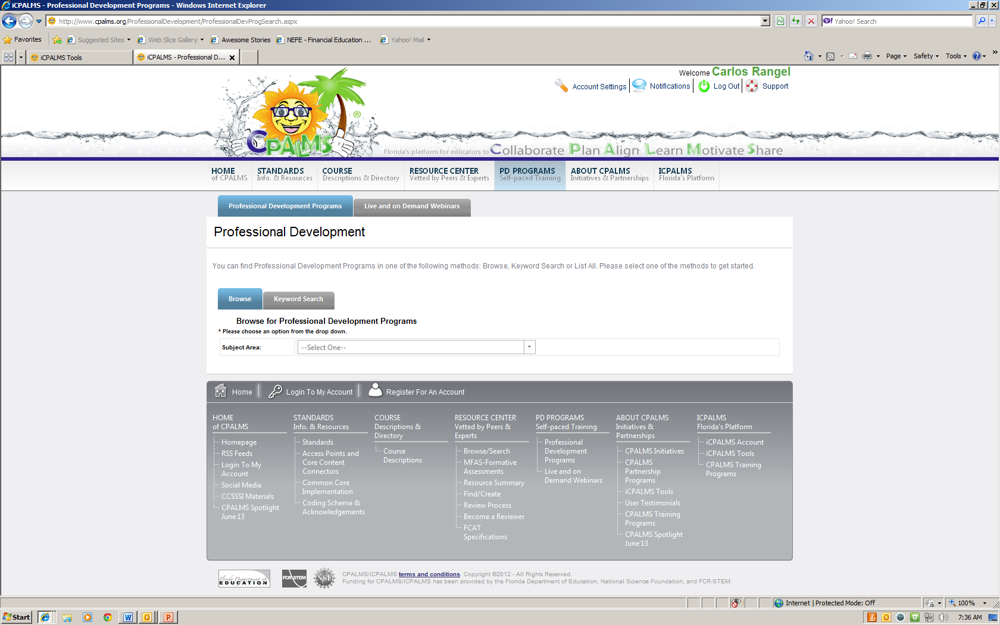 iCPALMS - Professional Development Programs - Windows Internet Explorer
http://www.cpalms.org/ProfessionalDevelopment/ProfessionalDevProgSearch.aspx
Yahoo! Search
Favorites
Suggested Sites
Web Slice Gallery
Awesome Stories
NEFE - Financial Education ...
Yahoo! Mail
iCPALMS Tools
iCPALMS - Professional D...
Page
Safety
Tools
Welcome Carlos Rangel
Account Settings
Notifications
Log Out
Support
CPALMS ®
Florida's platform for educators to Collaborate Plan Align Learn Motivate Share
HOME
of CPALMS
STANDARDS
Info. & Resources
COURSE
Descriptions & Directory
RESOURCE CENTER
Vetted by Peers & Experts
PD PROGRAMS
Self-paced Training
ABOUT CPALMS
Initiatives & Partnerships
ICPALMS
Florida's Platform
Professional Development Programs
Live and on Demand Webinars
Professional Development
You can find Professional Development Programs in one of the following methods: Browse, Keyword Search or List All. Please select one of the methods to get started.
Browse
Keyword Search
Browse for Professional Development Programs
* Please choose an option from the drop down.
Subject Area:
--Select One--
Home
Login To My Account
Register For An Account
HOME
of CPALMS
Homepage
RSS Feeds
Login To My
Account
Social Media
CCSSSI Materials
CPALMS Spotlight
June 13
STANDARDS
Info. & Resources
Standards
Access Points and
Core Content
Connectors
Common Core
Implementation
Coding Scheme &
Acknowledgements
COURSE
Descriptions &
Directory
Course
Descriptions
RESOURCE CENTER
Vetted by Peers &
Experts
Browse/Search
MFAS-Formative
Assessments
Resource Summary
Find/Create
Review Process
Become a Reviewer
FCAT
Specifications
PD PROGRAMS
Self-paced Training
Professional
Development
Programs
Live and on
Demand Webinars
ABOUT CPALMS
Initiatives &
Partnerships
CPALMS Initiatives
CPALMS
Partnership
Programs
iCPALMS Tools
User Testimonials
CPALMS Training
Programs
CPALMS Spotlight
June 13
ICPALMS
Florida's Platform
iCPALMS Account
iCPALMS Tools
CPALMS Training
Programs
Florida Department of
EDUCATION
FCR-STEM
NSF
CPALMS/iCPALMS terms and conditions. Copyright ©2012 - All Rights Reserved.
Funding for CPALMS/iCPALMS has been provided by the Florida Department of Education, National Science Foundation, and FCR-STEM.
Internet | Protected Mode: Off
100%
Start
7:36 AM